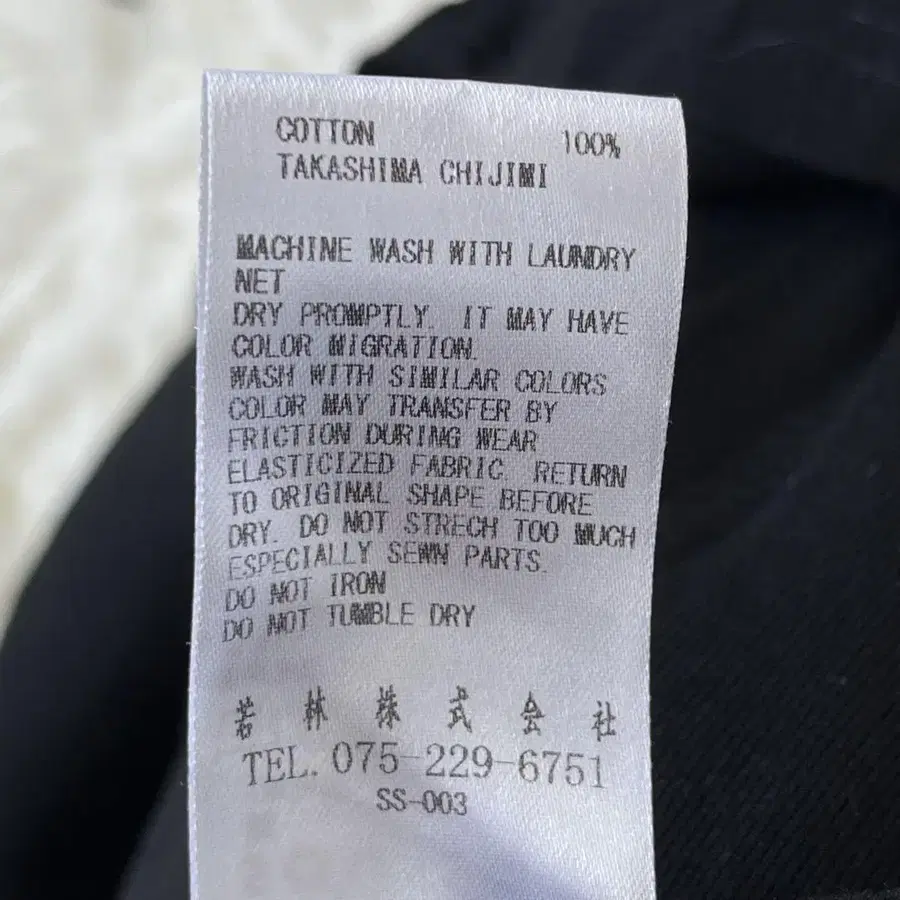 COTTON 100%
TAKASHIMA CHIJIMI
MACHINE WASH WITH LAUNDRY
NET
DRY PROMPTLY. IT MAY HAVE
COLOR MIGRATION.
WASH WITH SIMILAR COLORS
COLOR MAY TRANSFER BY
FRICTION DURING WEAR
ELASTICIZED FABRIC. RETURN
TO ORIGINAL SHAPE BEFORE
DRY. DO NOT STRECH TOO MUCH
ESPECIALLY SEWN PARTS.
DO NOT IRON
DO NOT TUMBLE DRY
若林株式会社
TEL. 075-229-6751
SS-003